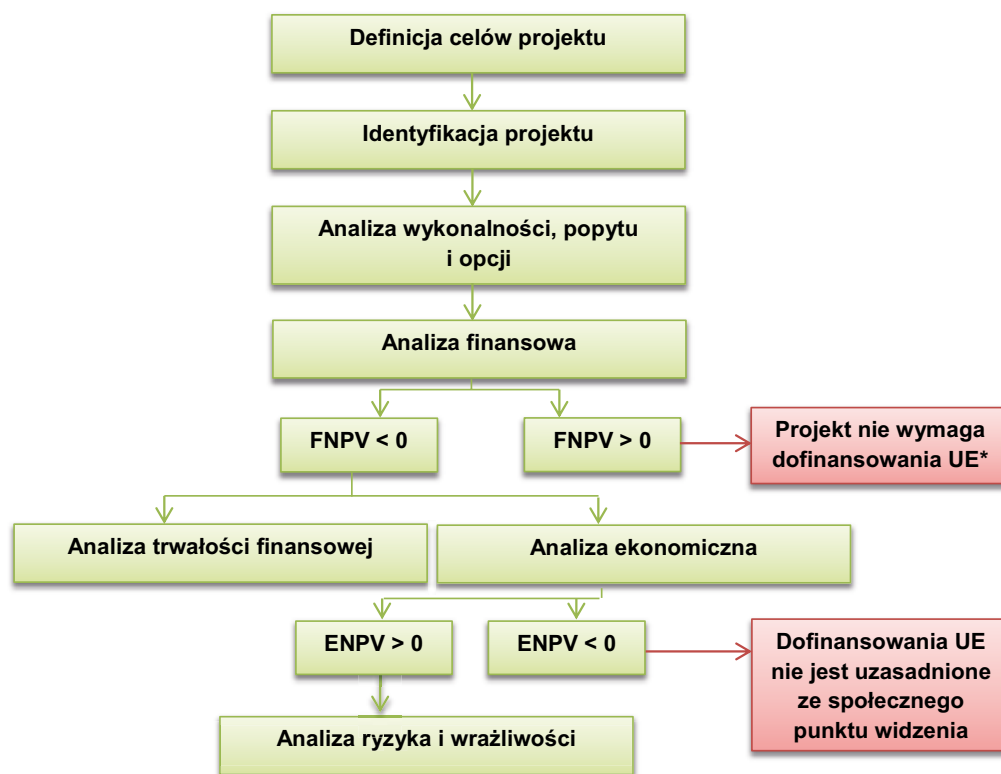 Definicja celów projektu
Identyfikacja projektu
Analiza wykonalności, popytu
i opcji
Analiza finansowa
FNPV < 0
FNPV > 0
Projekt nie wymaga
dofinansowania UE*
Analiza trwałości finansowej
Analiza ekonomiczna
ENPV > 0
ENPV < 0
Dofinansowania UE
nie jest uzasadnione
ze społecznego
punktu widzenia
Analiza ryzyka i wrażliwości